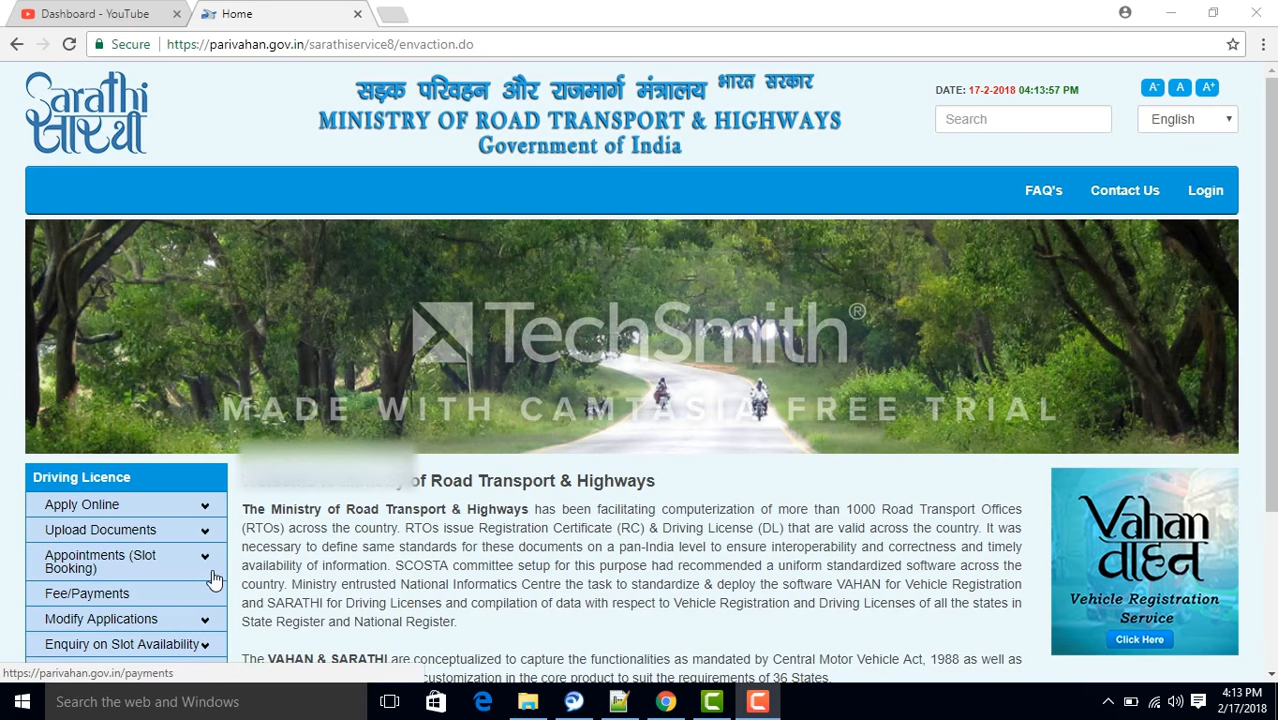 Dashboard - YouTube
Home
Secure
https://parivahan.gov.in/sarathiservice8/envaction.do
Sarathi
सारथी
सड़क परिवहन और राजमार्ग मंत्रालय भारत सरकार
MINISTRY OF ROAD TRANSPORT & HIGHWAYS
Government of India
DATE: 17-2-2018 04:13:57 PM
A- A A+
Search
English
FAQ's Contact Us Login
TechSmith®
MADE WITH CAMTASIA FREE TRIAL
Driving Licence
Apply Online
Upload Documents
Appointments (Slot
Booking)
Fee/Payments
Modify Applications
Enquiry on Slot Availability
of Road Transport & Highways
The Ministry of Road Transport & Highways has been facilitating computerization of more than 1000 Road Transport Offices
(RTOs) across the country. RTOs issue Registration Certificate (RC) & Driving License (DL) that are valid across the country. It was
necessary to define same standards for these documents on a pan-India level to ensure interoperability and correctness and timely
availability of information. SCOSTA committee setup for this purpose had recommended a uniform standardized software across the
country. Ministry entrusted National Informatics Centre the task to standardize & deploy the software VAHAN for Vehicle Registration
and SARATHI for Driving Licenses and compilation of data with respect to Vehicle Registration and Driving Licenses of all the states in
State Register and National Register.
The VAHAN & SARATHI are conceptualized to capture the functionalities as mandated by Central Motor Vehicle Act, 1988 as well as
customization in the core product to suit the requirements of 36 States.
Vahan
वाहन
Vehicle Registration
Service
Click Here
https://parivahan.gov.in/payments
Search the web and Windows
4:13 PM
2/17/2018